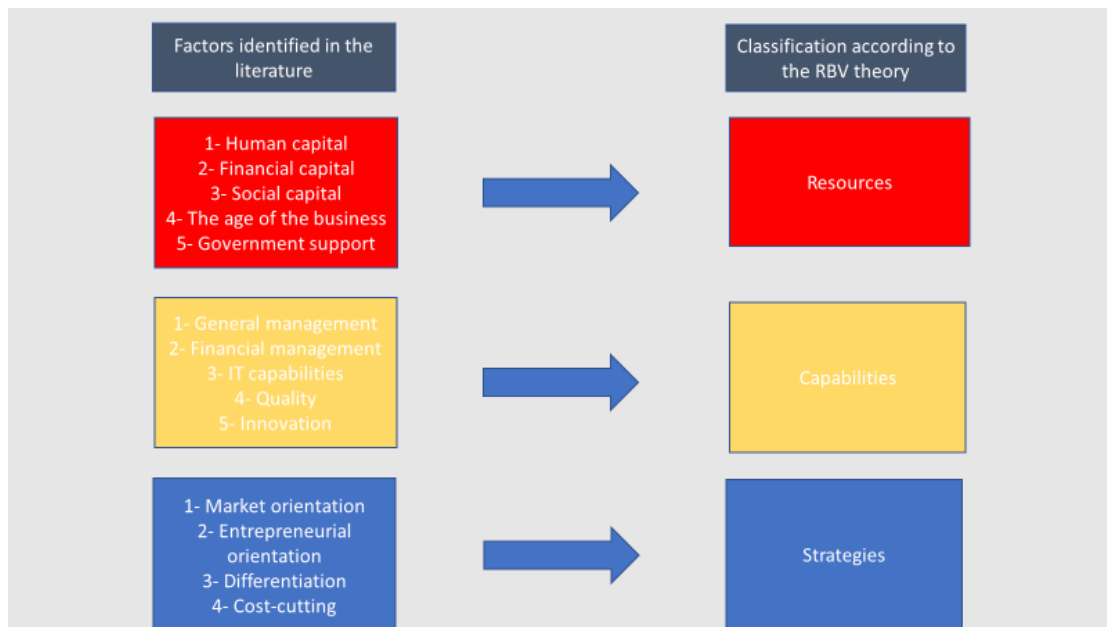 Factors identified in the
literature
Classification according to
the RBV theory
1- Human capital
2- Financial capital
3- Social capital
4- The age of the business
5- Government support
Resources
1- General management
2- Financial management
3- IT capabilities
4- Quality
5- Innovation
Capabilities
1- Market orientation
2- Entrepreneurial
orientation
3- Differentiation
4- Cost-cutting
Strategies